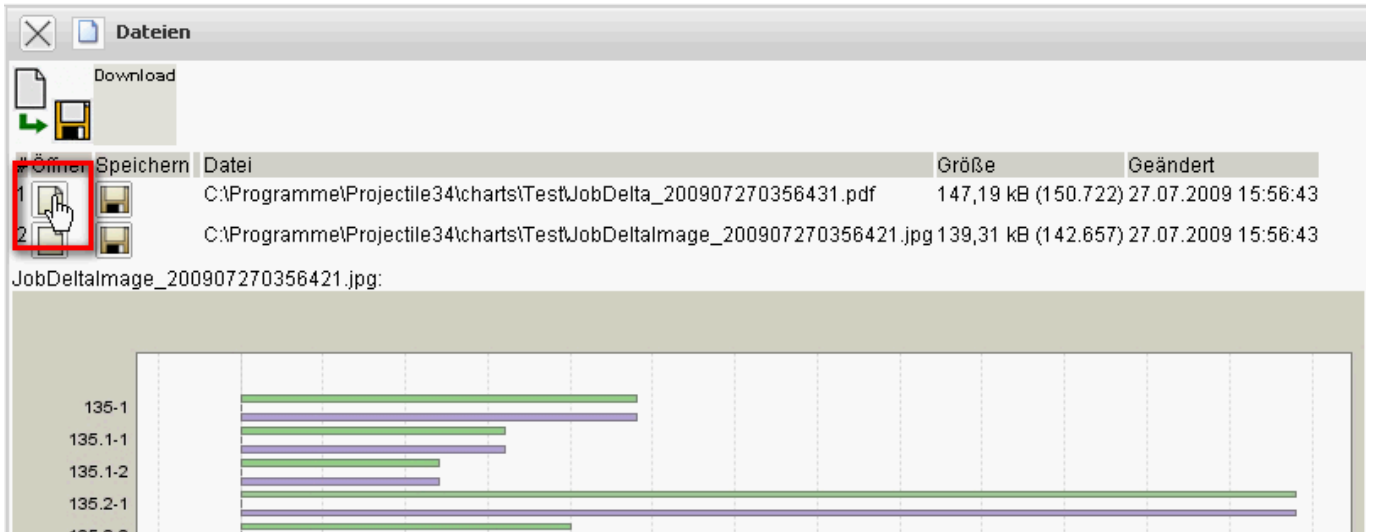 Dateien
Download
# Öffnen Speichern Datei Größe Geändert
1 C:\Programme\Projectile34\charts\Test\JobDelta_200907270356431.pdf 147,19 kB (150.722) 27.07.2009 15:56:43
2 C:\Programme\Projectile34\charts\Test\JobDeltaImage_200907270356421.jpg 139,31 kB (142.657) 27.07.2009 15:56:43
JobDeltaImage_200907270356421.jpg:
135-1
135.1-1
135.1-2
135.2-1